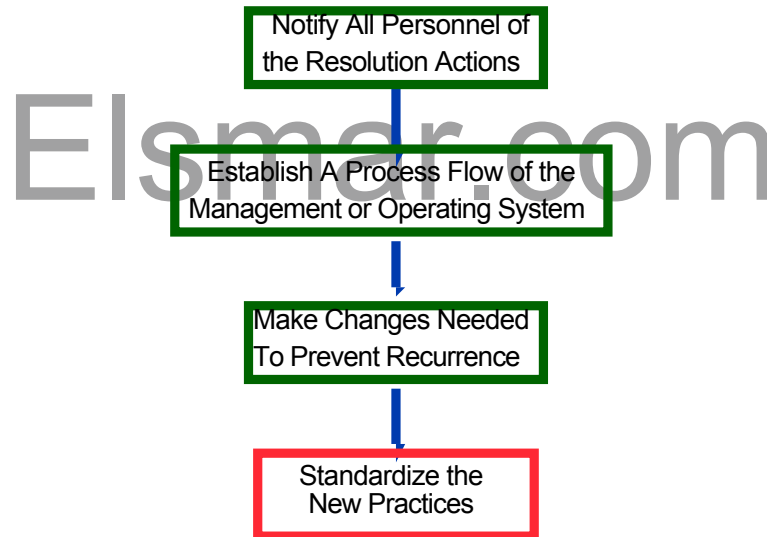 Notify All Personnel of
the Resolution Actions
Elsmar.com
Establish A Process Flow of the
Management or Operating System
Make Changes Needed
To Prevent Recurrence
Standardize the
New Practices